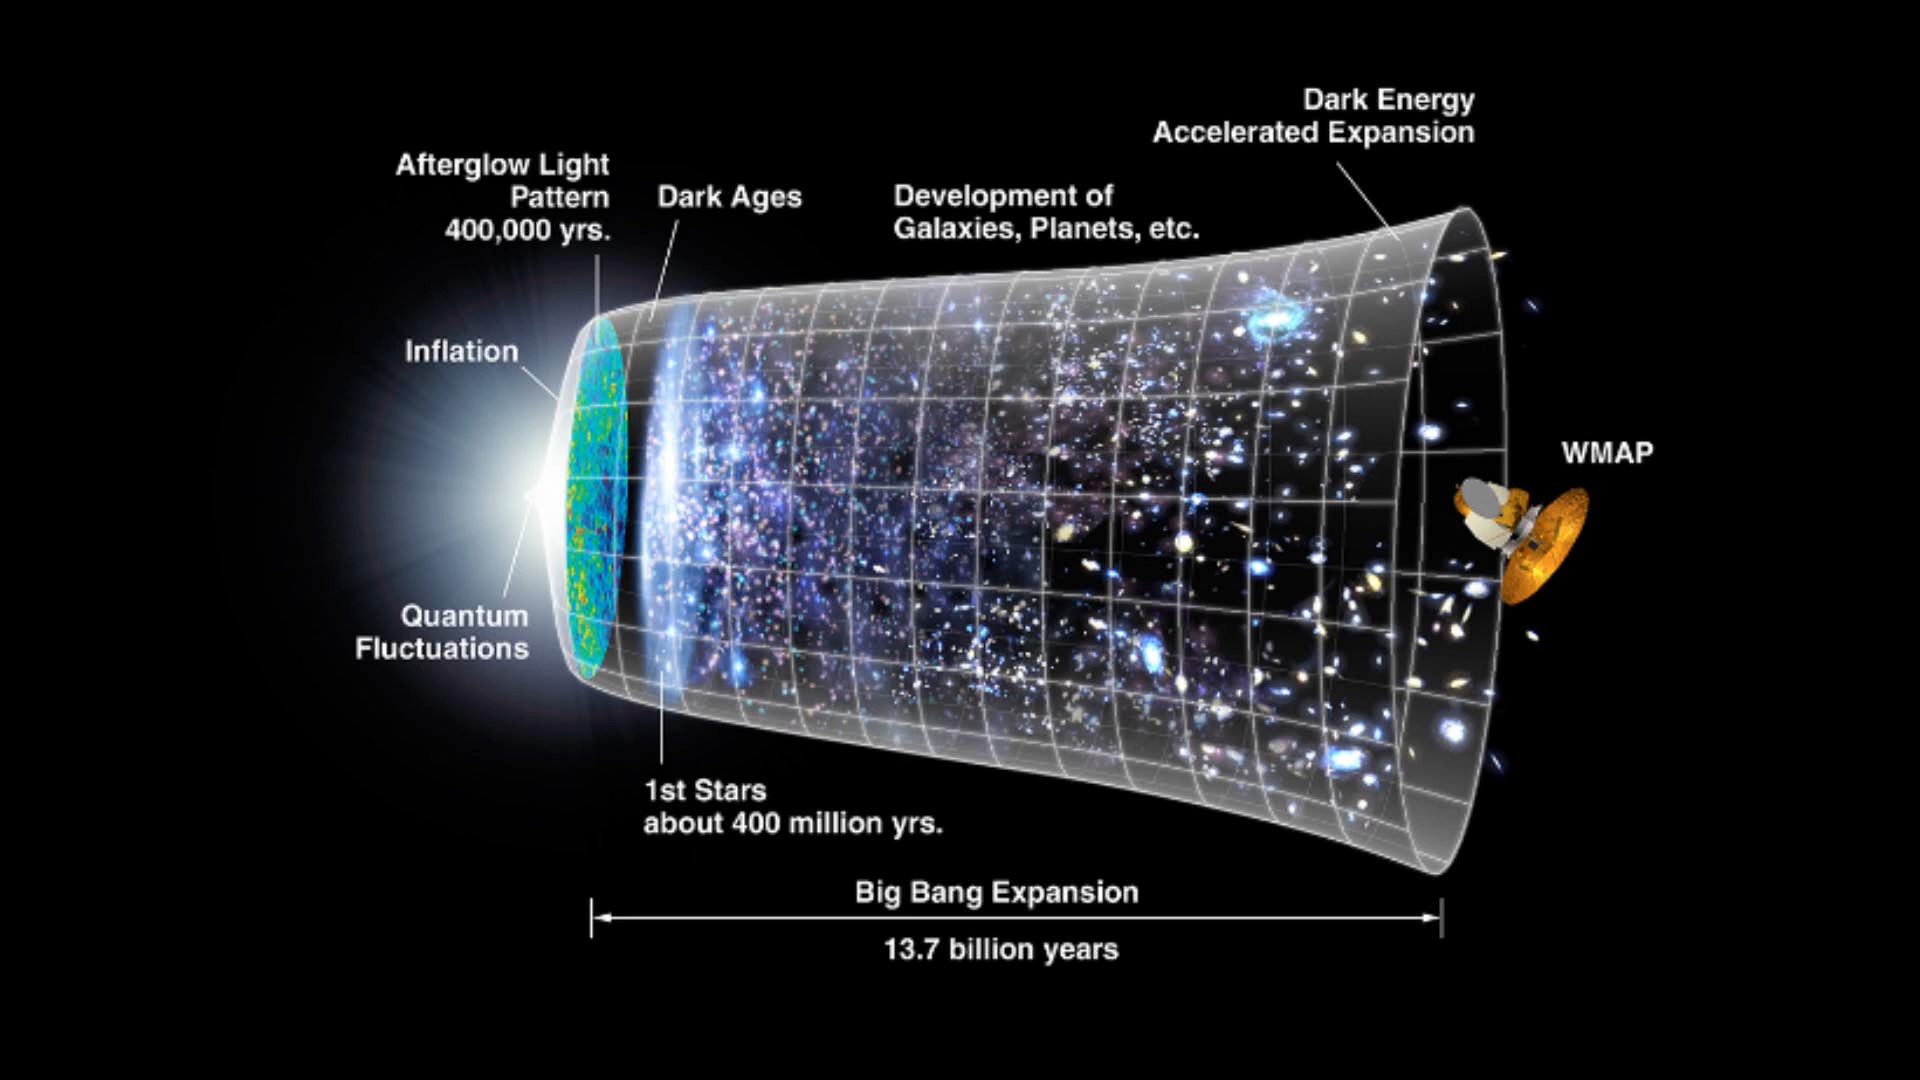 Dark Energy
Accelerated Expansion
Afterglow Light
Pattern
400,000 yrs.
Dark Ages
Development of
Galaxies, Planets, etc.
Inflation
WMAP
Quantum
Fluctuations
1st Stars
about 400 million yrs.
Big Bang Expansion
13.7 billion years